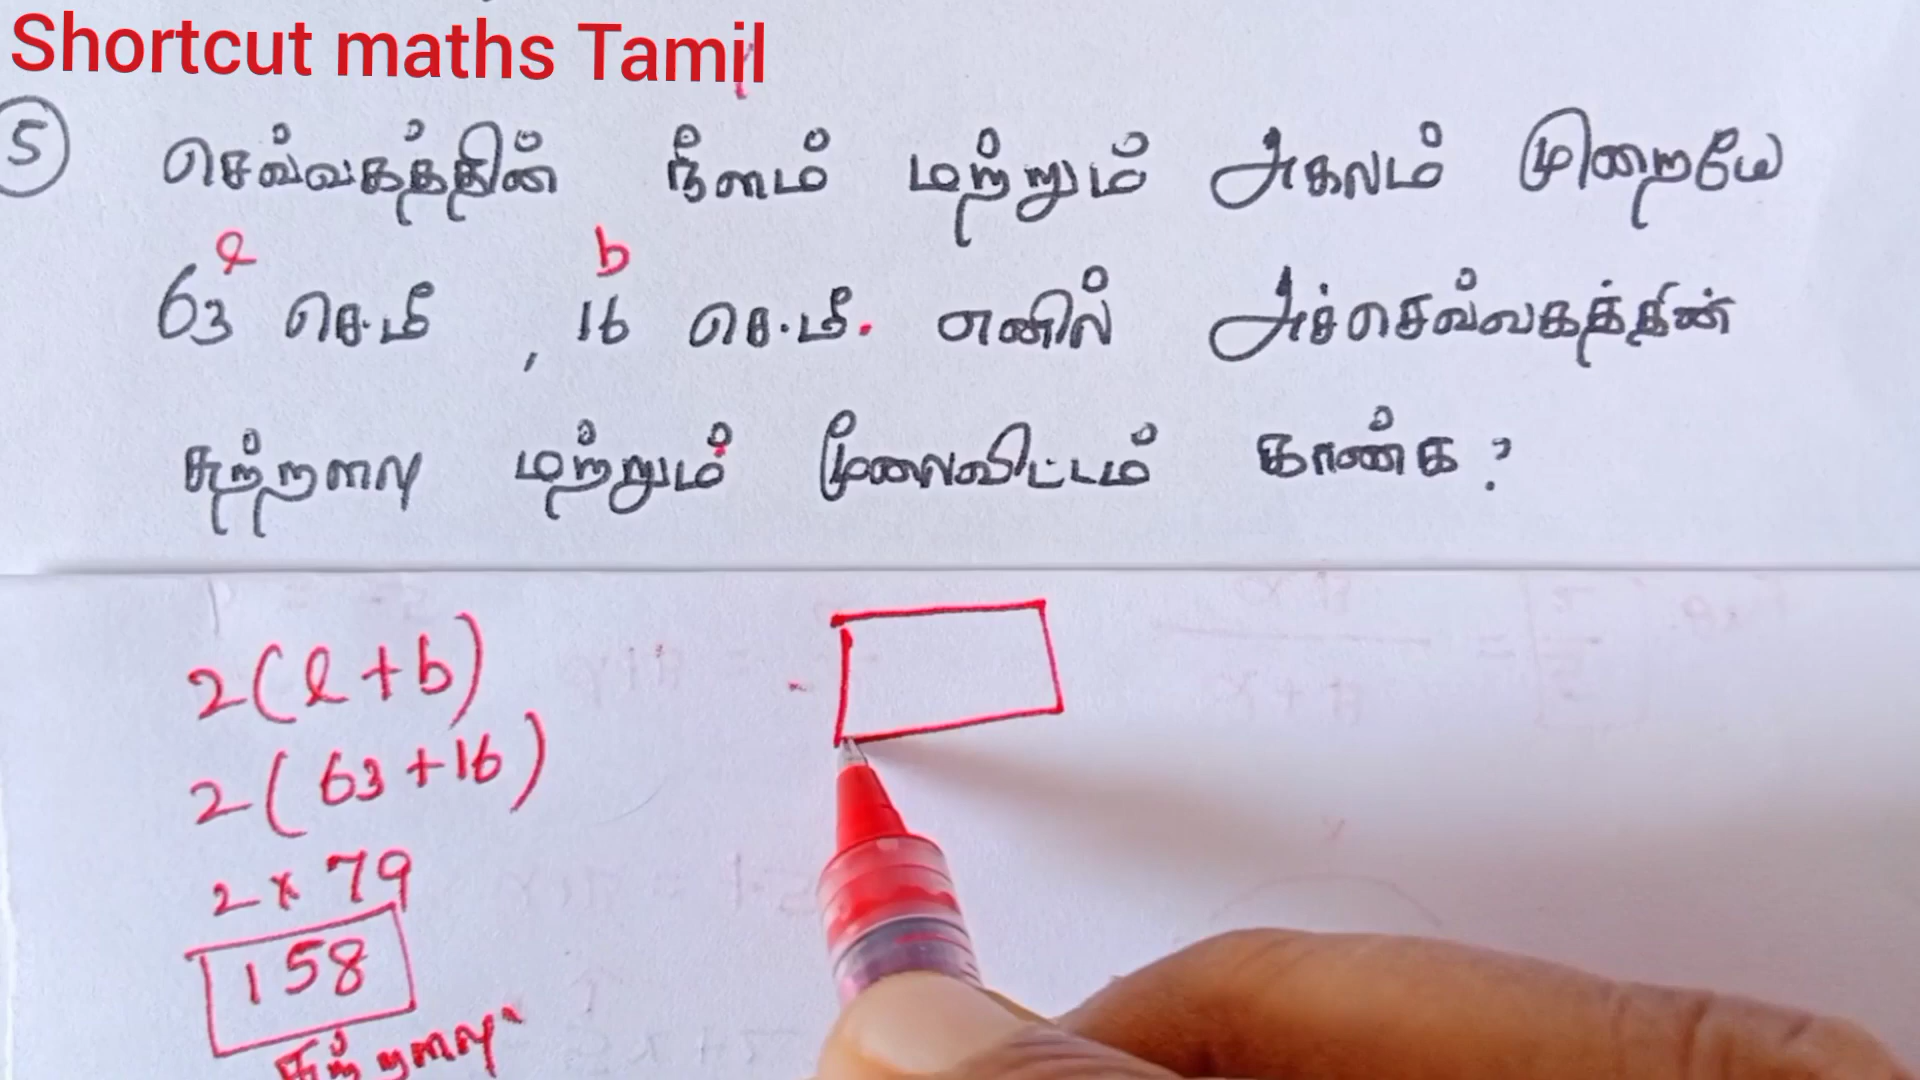 Shortcut maths Tamil
5 செவ்வகத்தின் நீளம் மற்றும் அகலம் முறையே
l b
63 செ.மீ , 16 செ.மீ. எனில் அச்செவ்வகத்தின்
சுற்றளவு மற்றும் மூலைவிட்டம் காண்க?
2(l+b)
2(63+16)
2×79
158
சுற்றளவு